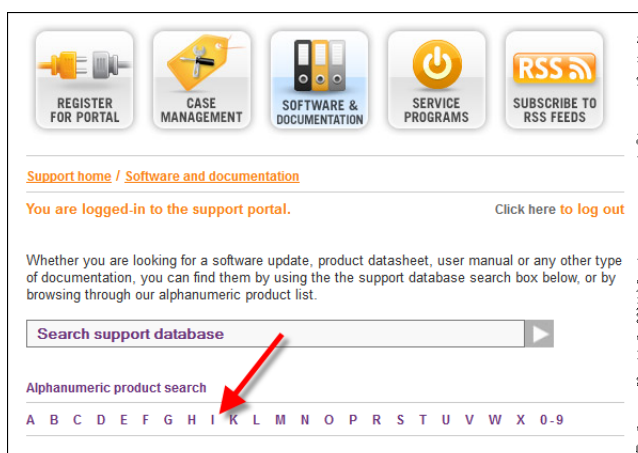 REGISTER
FOR PORTAL
CASE
MANAGEMENT
SOFTWARE &
DOCUMENTATION
SERVICE
PROGRAMS
RSS
SUBSCRIBE TO
RSS FEEDS
Support home / Software and documentation
You are logged-in to the support portal. Click here to log out
Whether you are looking for a software update, product datasheet, user manual or any other type
of documentation, you can find them by using the the support database search box below, or by
browsing through our alphanumeric product list.
Search support database
Alphanumeric product search
A B C D E F G H I K L M N O P R S T U V W X 0-9